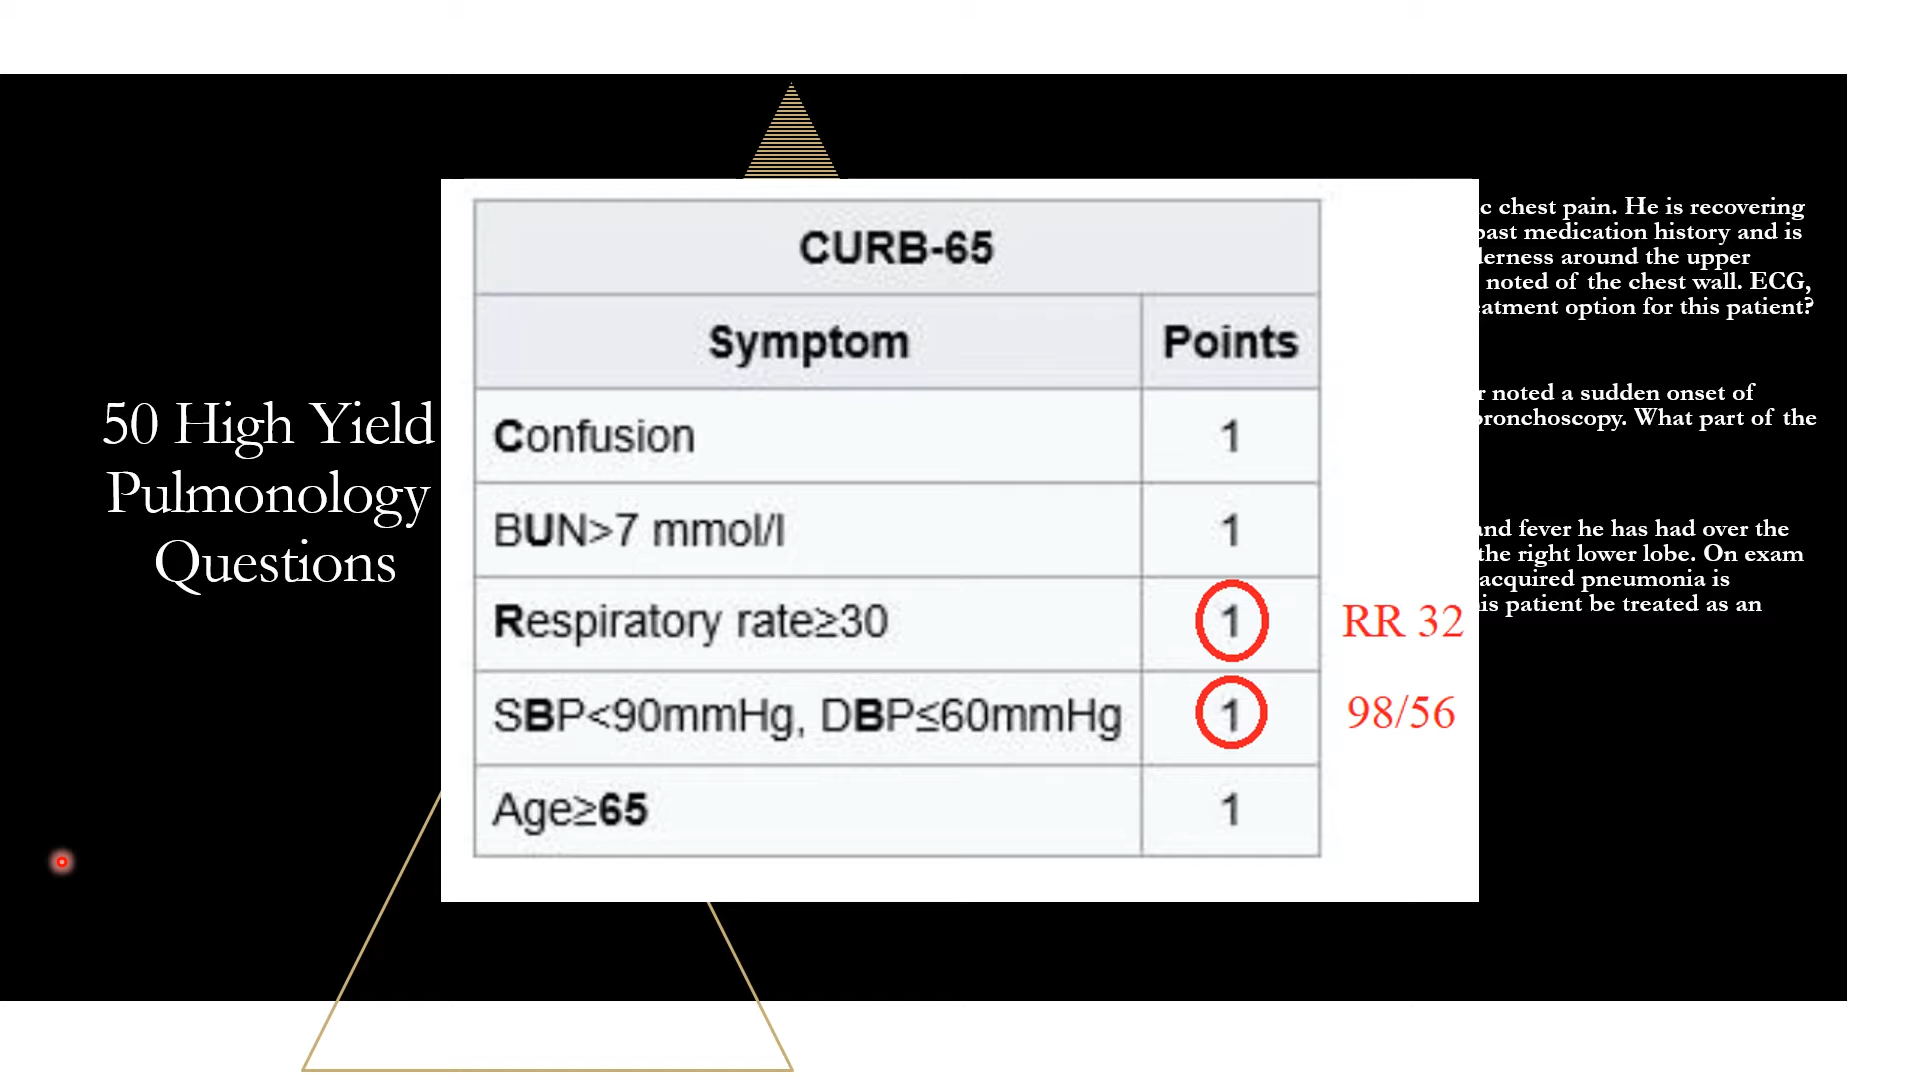 50 High Yield
Pulmonology
Questions
CURB-65
Symptom Points
Confusion 1
BUN>7 mmol/l 1
Respiratory rate≥30 1 RR 32
SBP<90mmHg, DBP≤60mmHg 1 98/56
Age≥65 1
c chest pain. He is recovering
past medication history and is
derness around the upper
noted of the chest wall. ECG,
eatment option for this patient?
r noted a sudden onset of
bronchoscopy. What part of the
and fever he has had over the
the right lower lobe. On exam
acquired pneumonia is
is patient be treated as an